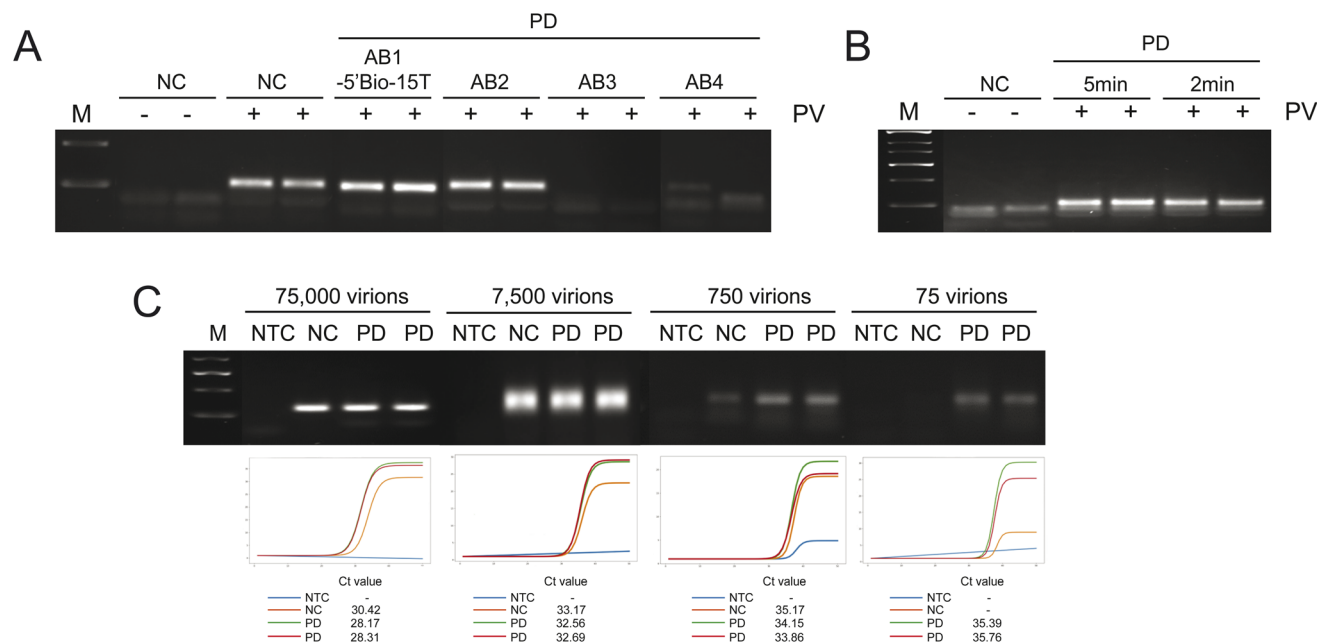 A
PD
NC NC AB1 -5'Bio-15T AB2 AB3 AB4
M - - + + + + + + + + + + PV
B
PD
NC 5min 2min
M - - + + + + PV
C
75,000 virions 7,500 virions 750 virions 75 virions
M NTC NC PD PD NTC NC PD PD NTC NC PD PD NTC NC PD PD
Ct value Ct value Ct value Ct value
NTC - NTC - NTC - NTC -
NC 30.42 NC 33.17 NC 35.17 NC -
PD 28.17 PD 32.56 PD 34.15 PD 35.39
PD 28.31 PD 32.69 PD 33.86 PD 35.76